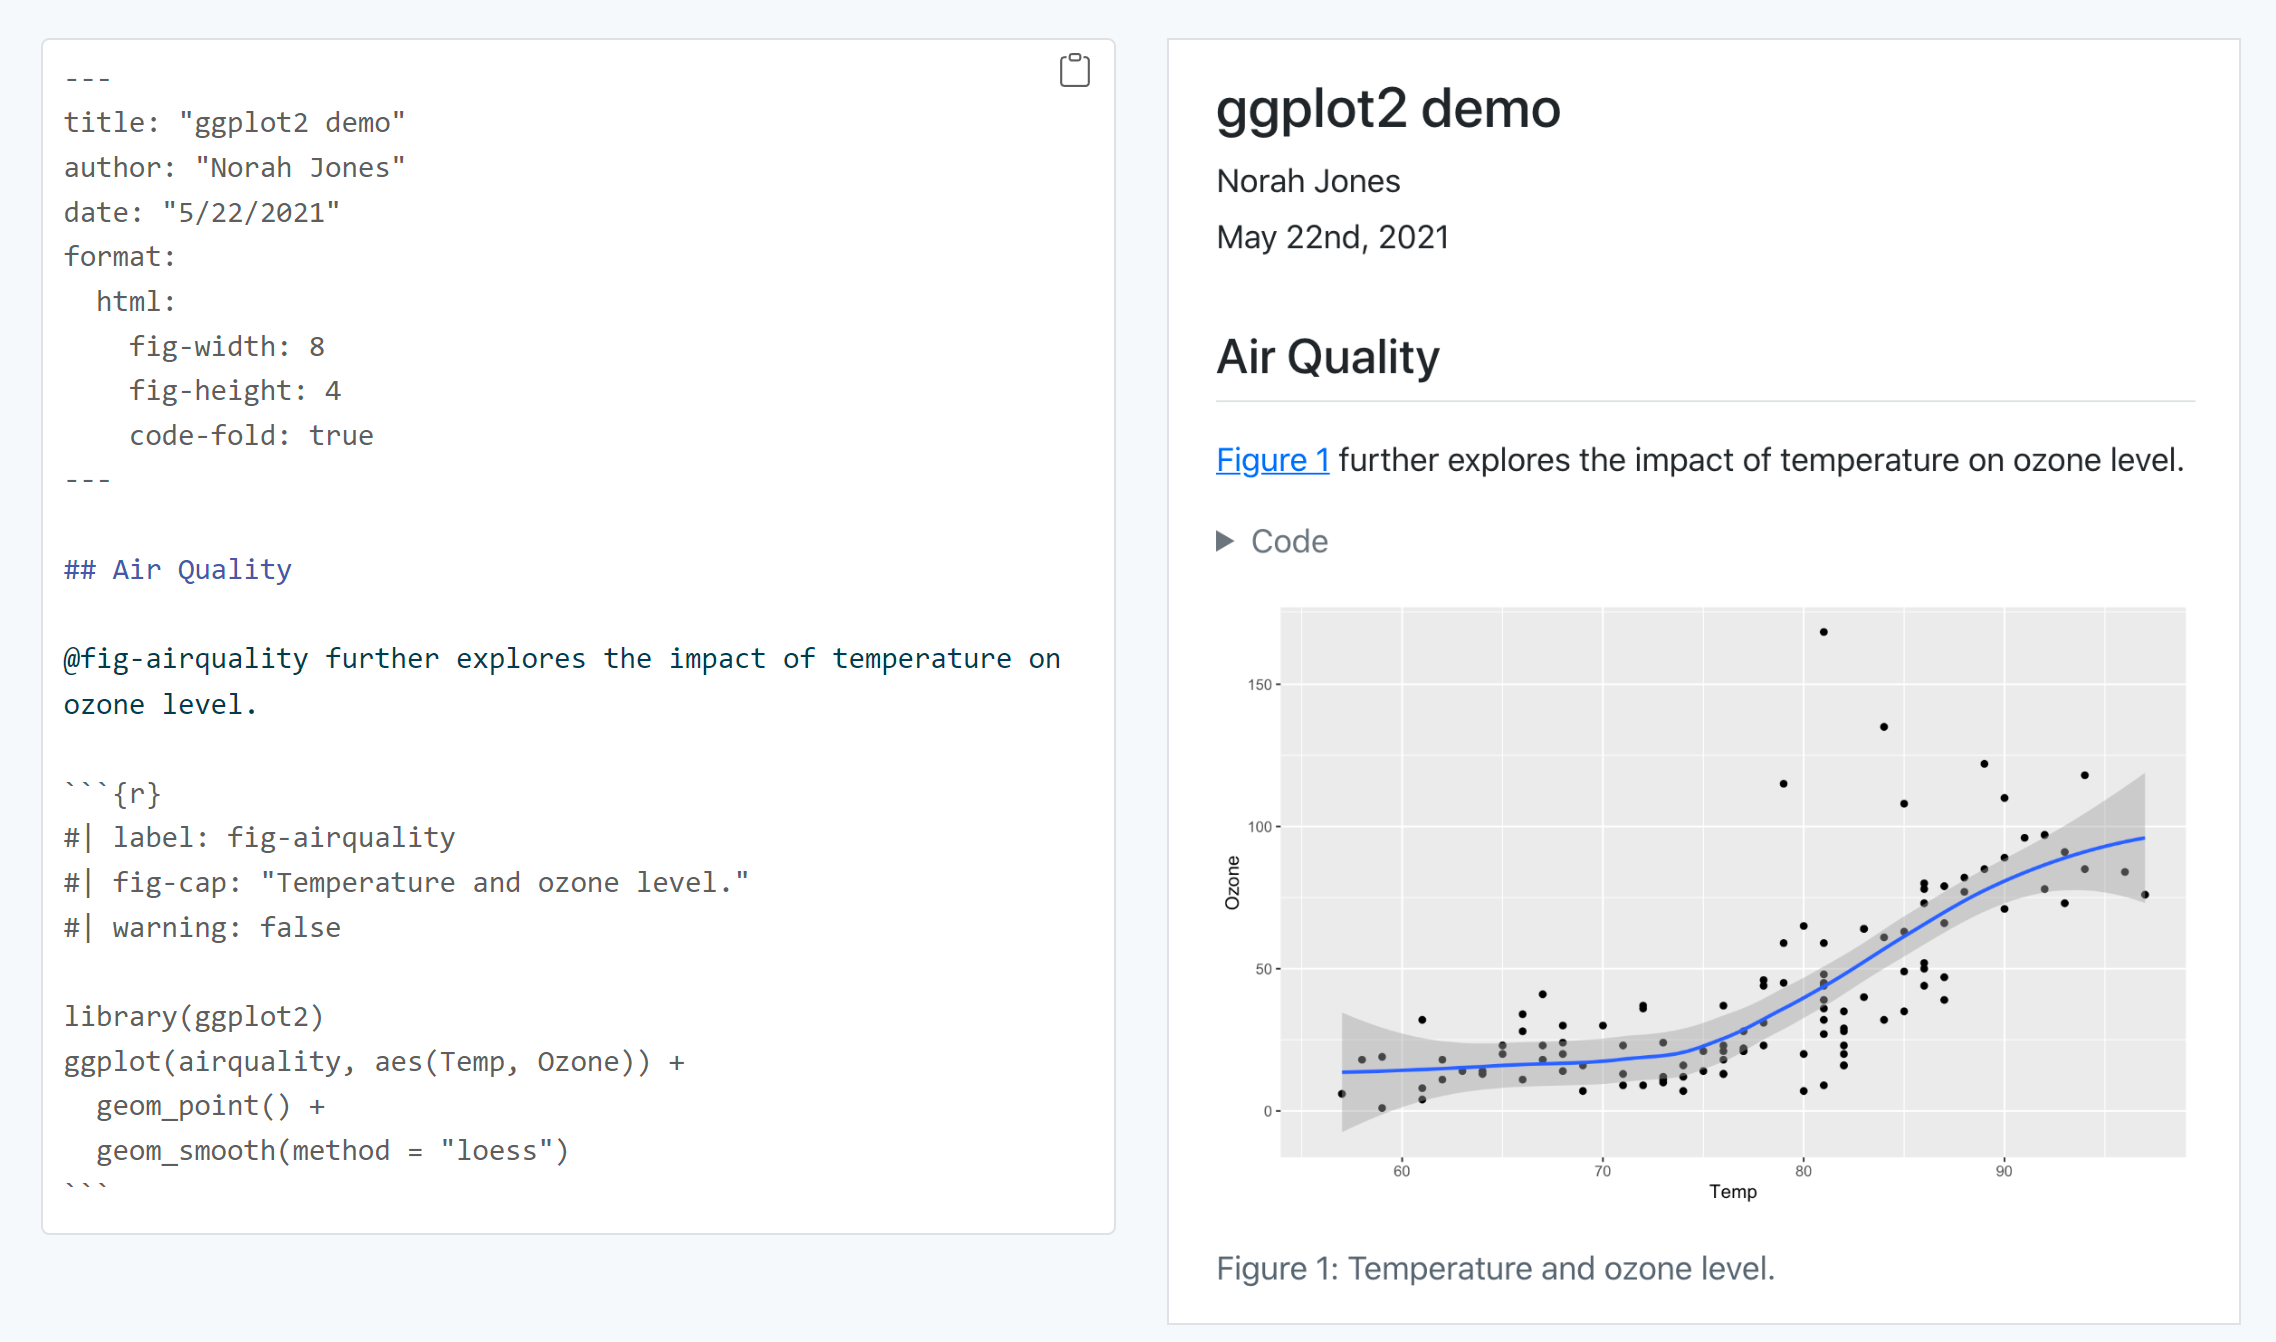 ---
title: "ggplot2 demo"
author: "Norah Jones"
date: "5/22/2021"
format:
  html:
    fig-width: 8
    fig-height: 4
    code-fold: true
---
## Air Quality
@fig-airquality further explores the impact of temperature on
ozone level.
```{r}
#| label: fig-airquality
#| fig-cap: "Temperature and ozone level."
#| warning: false
library(ggplot2)
ggplot(airquality, aes(Temp, Ozone)) +
  geom_point() +
  geom_smooth(method = "loess")
```
ggplot2 demo
Norah Jones
May 22nd, 2021
Air Quality
Figure 1 further explores the impact of temperature on ozone level.
Code
150
100
50
0
Ozone
60 70 80 90
Temp
Figure 1: Temperature and ozone level.